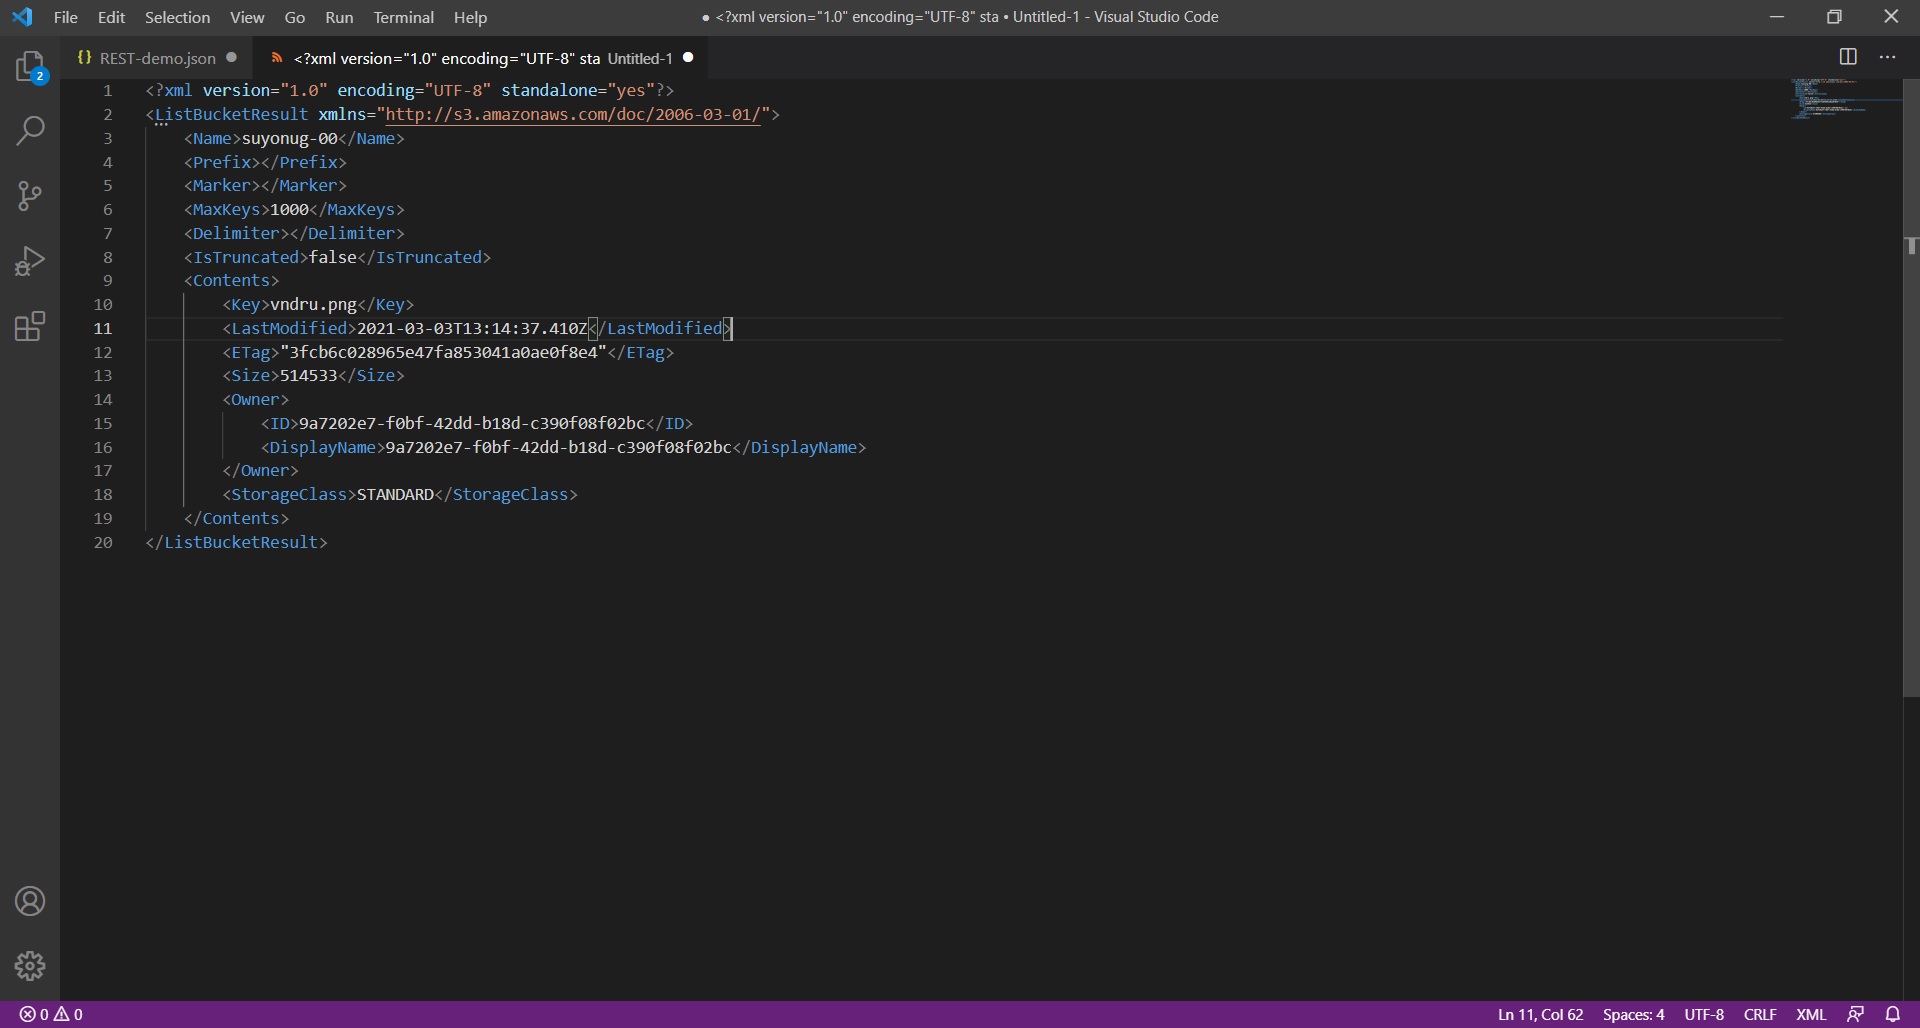 File Edit Selection View Go Run Terminal Help
● <?xml version="1.0" encoding="UTF-8" sta • Untitled-1 - Visual Studio Code
{} REST-demo.json ●
<?xml version="1.0" encoding="UTF-8" sta Untitled-1 ●
2
1 <?xml version="1.0" encoding="UTF-8" standalone="yes"?>
2 <ListBucketResult xmlns="http://s3.amazonaws.com/doc/2006-03-01/">
3 <Name>suyonug-00</Name>
4 <Prefix></Prefix>
5 <Marker></Marker>
6 <MaxKeys>1000</MaxKeys>
7 <Delimiter></Delimiter>
8 <IsTruncated>false</IsTruncated>
9 <Contents>
10 <Key>vndru.png</Key>
11 <LastModified>2021-03-03T13:14:37.410Z</LastModified>
12 <ETag>"3fcb6c028965e47fa853041a0ae0f8e4"</ETag>
13 <Size>514533</Size>
14 <Owner>
15 <ID>9a7202e7-f0bf-42dd-b18d-c390f08f02bc</ID>
16 <DisplayName>9a7202e7-f0bf-42dd-b18d-c390f08f02bc</DisplayName>
17 </Owner>
18 <StorageClass>STANDARD</StorageClass>
19 </Contents>
20 </ListBucketResult>
0 0
Ln 11, Col 62 Spaces: 4 UTF-8 CRLF XML